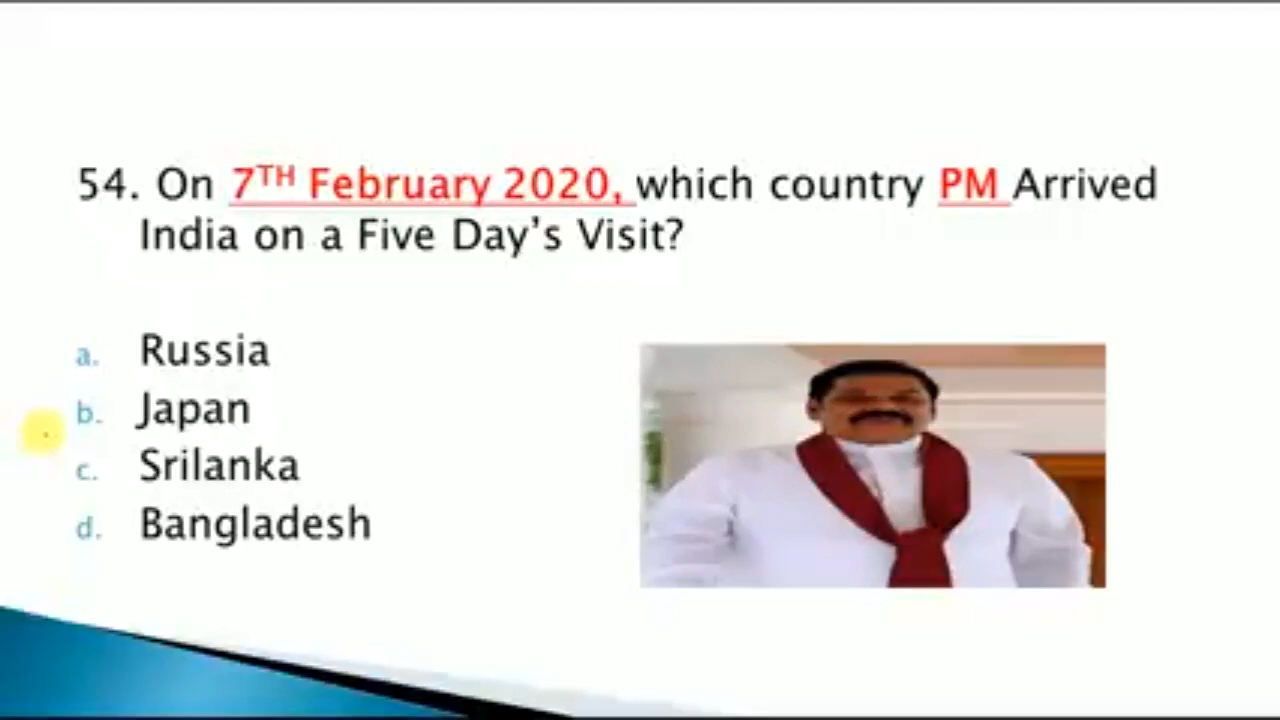 54. On 7TH February 2020, which country PM Arrived
India on a Five Day's Visit?
a. Russia
b. Japan
c. Srilanka
d. Bangladesh